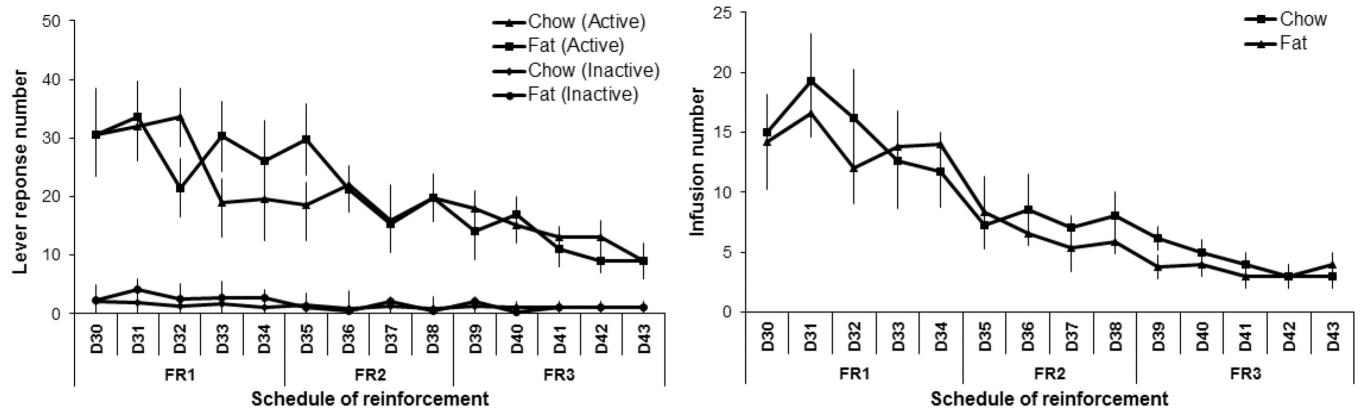 50
40
30
20
10
0
Lever reponse number
Chow (Active)
Fat (Active)
Chow (Inactive)
Fat (Inactive)
D30 D31 D32 D33 D34 D35 D36 D37 D38 D39 D40 D41 D42 D43
FR1 FR2 FR3
Schedule of reinforcement
25
20
15
10
5
0
Infusion number
Chow
Fat
D30 D31 D32 D33 D34 D35 D36 D37 D38 D39 D40 D41 D42 D43
FR1 FR2 FR3
Schedule of reinforcement